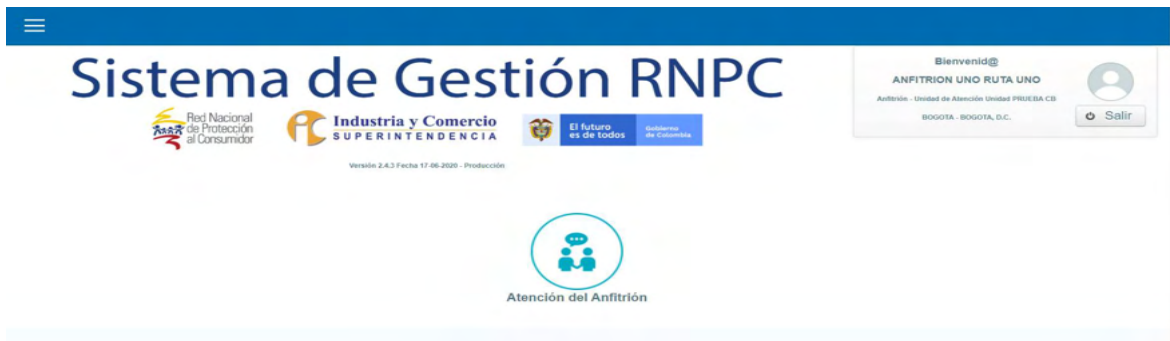 Sistema de Gestión RNPC
Bienvenid@
ANFITRION UNO RUTA UNO
Anfitrión - Unidad de Atención Unidad PRUEBA CB
BOGOTA - BOGOTA, D.C.
Salir
Red Nacional
de Protección
al Consumidor
Industria y Comercio
SUPERINTENDENCIA
El futuro
es de todos
Gobierno
de Colombia
Versión 2.4.3 Fecha 17-06-2020 - Producción
Atención del Anfitrión